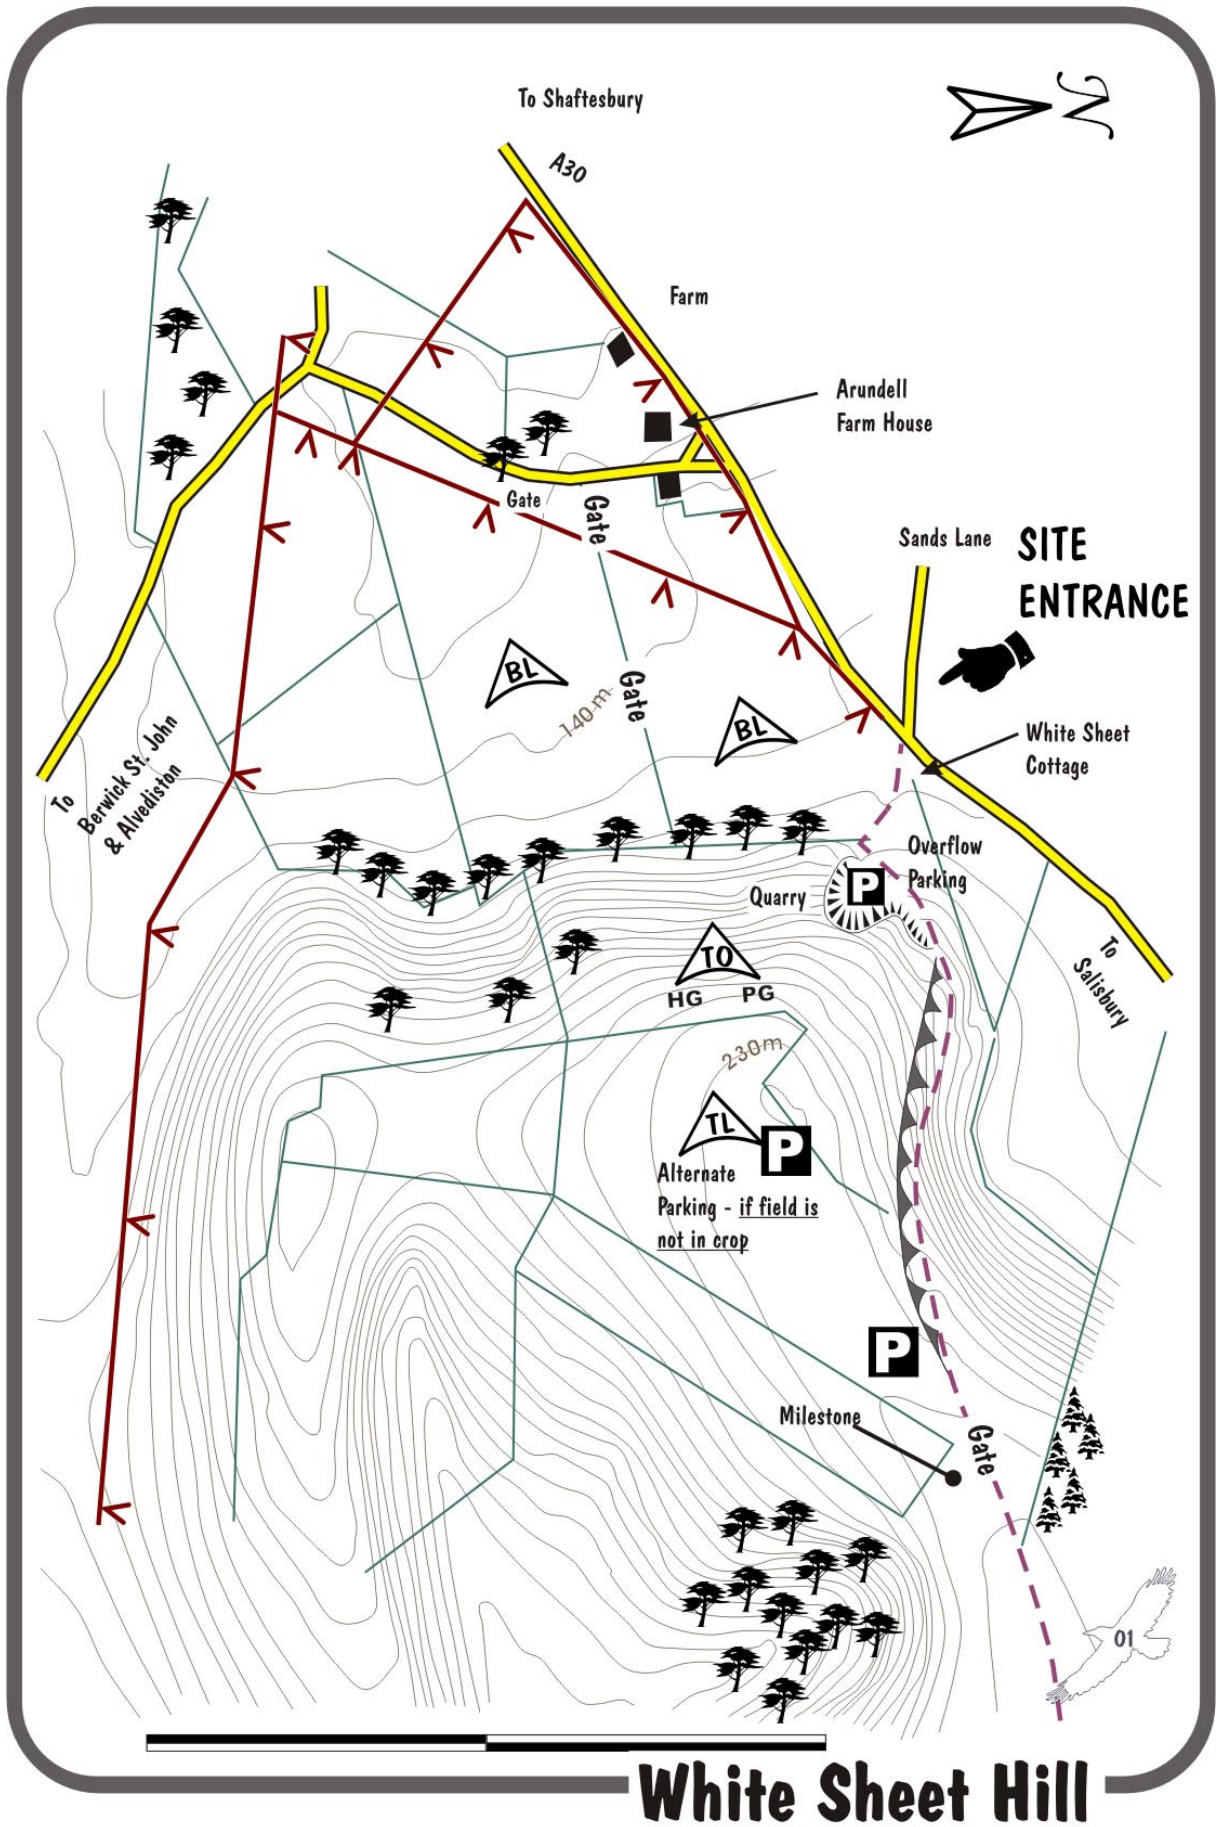 To Shaftesbury
A30
N
Farm
Arundell
Farm House
Gate
Gate
Sands Lane
SITE
ENTRANCE
BL
Gate
140 m
BL
White Sheet
Cottage
To
Berwick St. John
& Alvediston
Overflow
Parking
P
Quarry
TO
HG PG
To
Salisbury
230m
TL
P
Alternate
Parking - if field is
not in crop
P
Milestone
Gate
01
White Sheet Hill